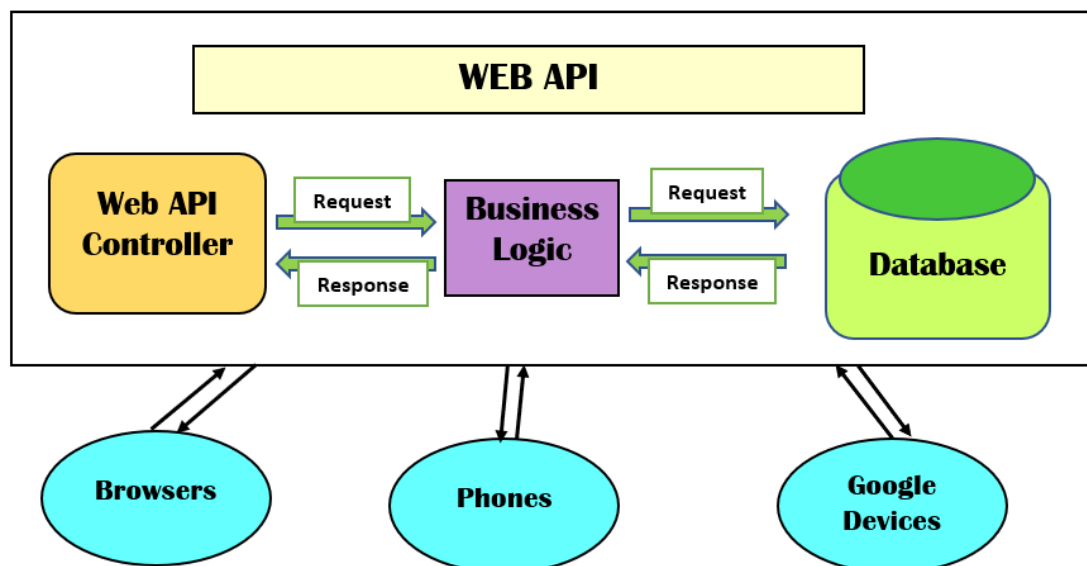 WEB API
Web API
Controller
Request
Response
Business
Logic
Request
Response
Database
Browsers
Phones
Google
Devices